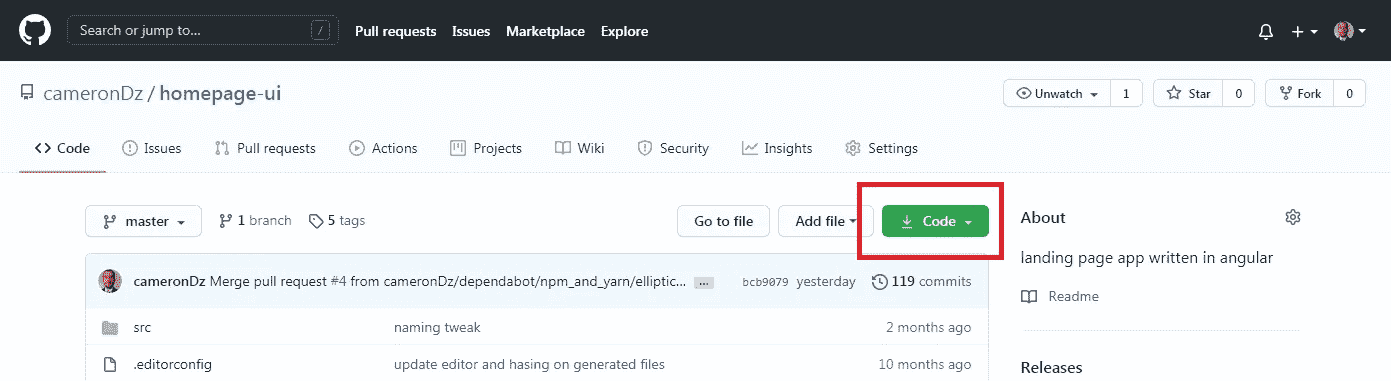 Search or jump to... / Pull requests Issues Marketplace Explore
cameronDz / homepage-ui Unwatch 1 Star 0 Fork 0
Code Issues Pull requests Actions Projects Wiki Security Insights Settings
master 1 branch 5 tags Go to file Add file Code
About
landing page app written in angular
Readme
Releases
cameronDz Merge pull request #4 from cameronDz/dependabot/npm_and_yarn/elliptic... ... bcb9079 yesterday 119 commits
src naming tweak 2 months ago
.editorconfig update editor and hasing on generated files 10 months ago